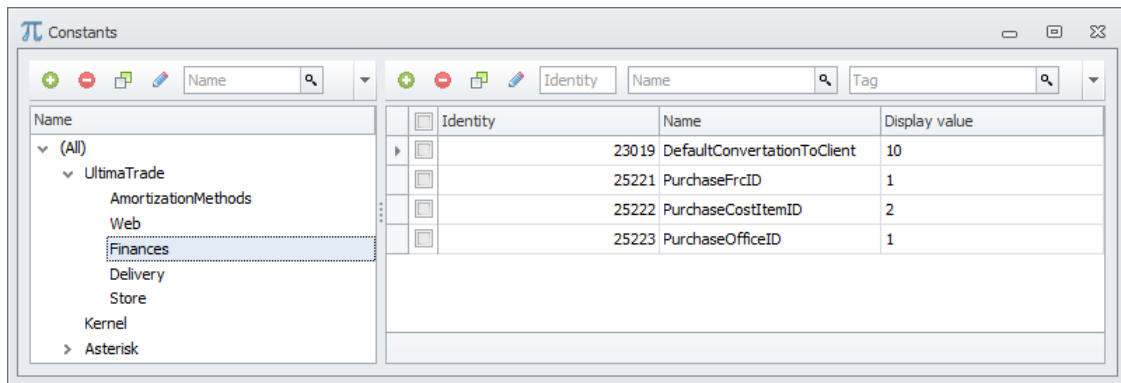 Constants
Name
Identity Name Tag
Name
(All)
UltimaTrade
AmortizationMethods
Web
Finances
Delivery
Store
Kernel
Asterisk
Identity Name Display value
23019 DefaultConvertationToClient 10
25221 PurchaseFrcID 1
25222 PurchaseCostItemID 2
25223 PurchaseOfficeID 1